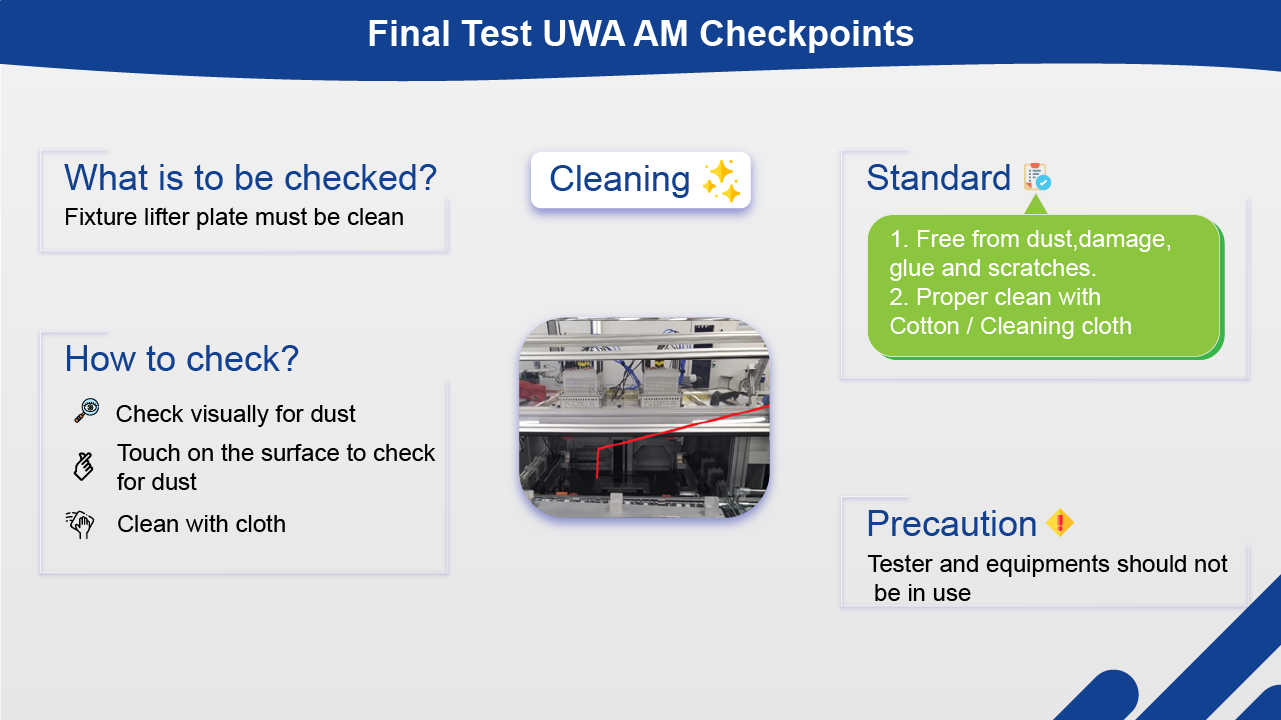 Final Test UWA AM Checkpoints
What is to be checked?
Fixture lifter plate must be clean
Cleaning
Standard
1. Free from dust,damage,
glue and scratches.
2. Proper clean with
Cotton / Cleaning cloth
How to check?
Check visually for dust
Touch on the surface to check
for dust
Clean with cloth
Precaution
Tester and equipments should not
be in use